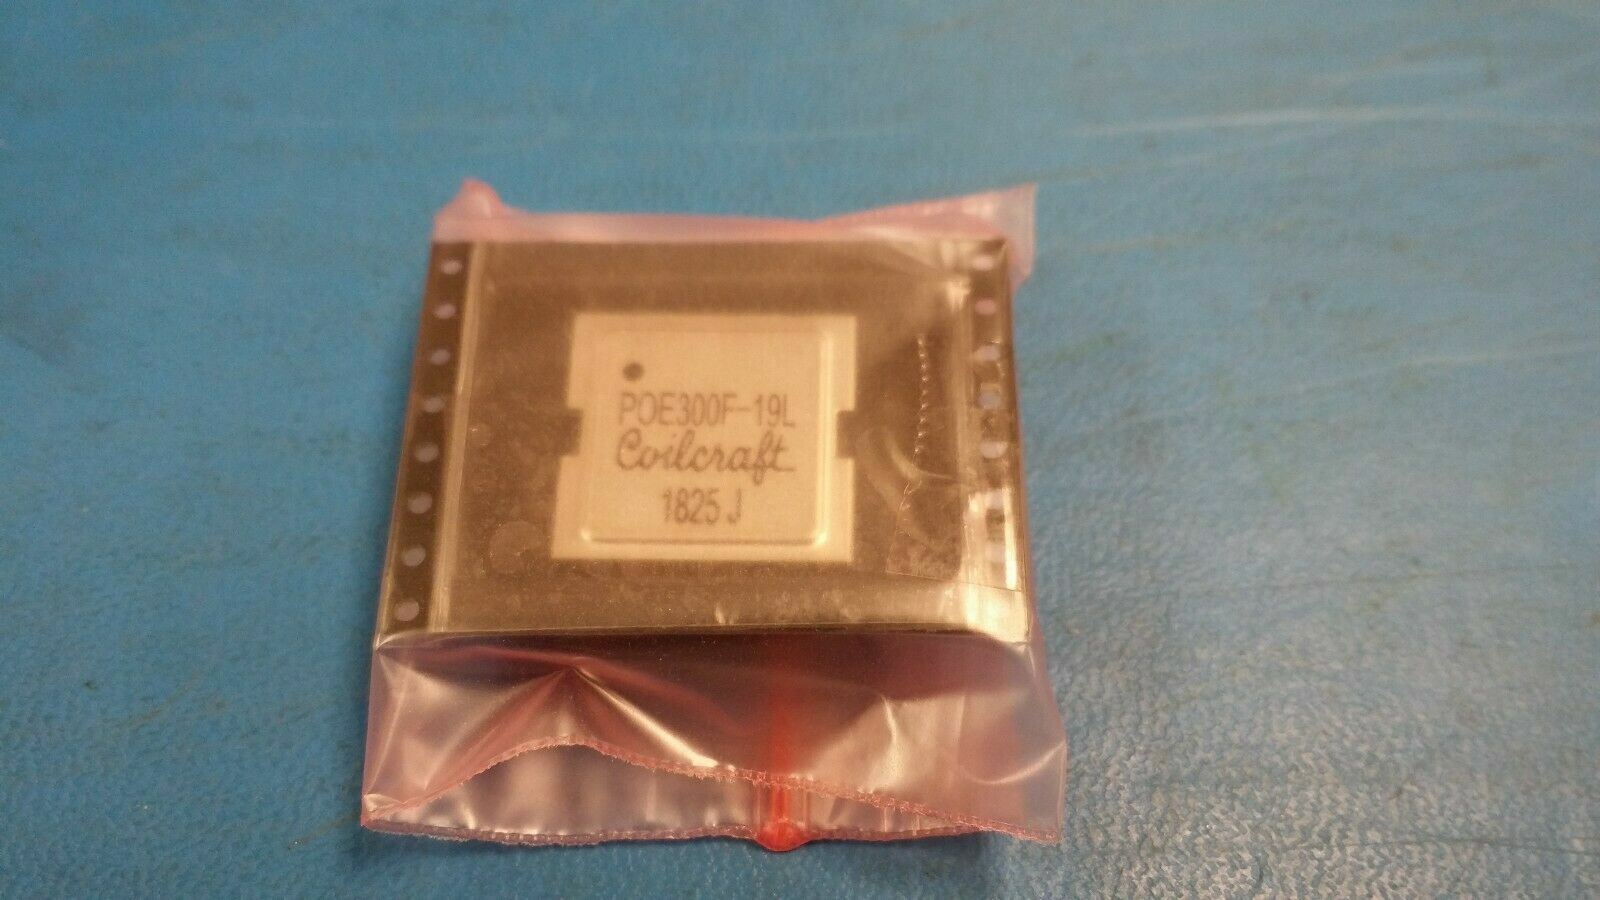 POE300F-19L
Coilcraft
1825 J